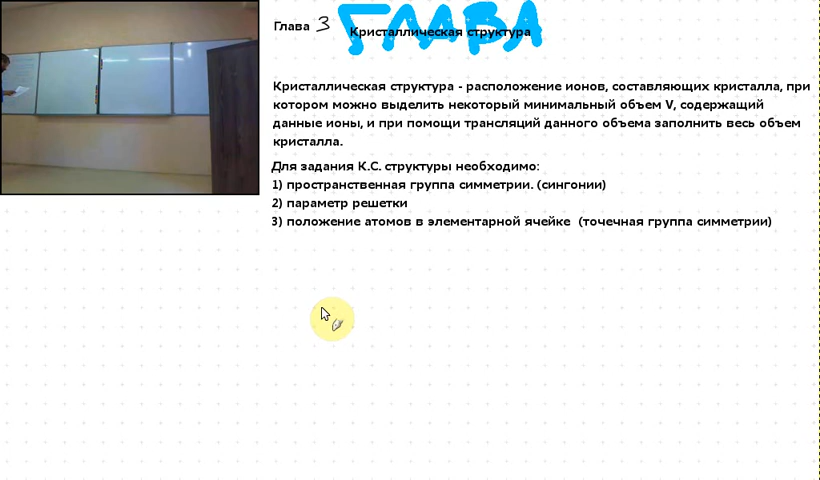 Глава 3 ГЛАВА
Кристаллическая структура
Кристаллическая структура - расположение ионов, составляющих кристалла, при
котором можно выделить некоторый минимальный объем V, содержащий
данные ионы, и при помощи трансляций данного объема заполнить весь объем
кристалла.
Для задания К.С. структуры необходимо:
1) пространственная группа симметрии. (сингонии)
2) параметр решетки
3) положение атомов в элементарной ячейке (точечная группа симметрии)